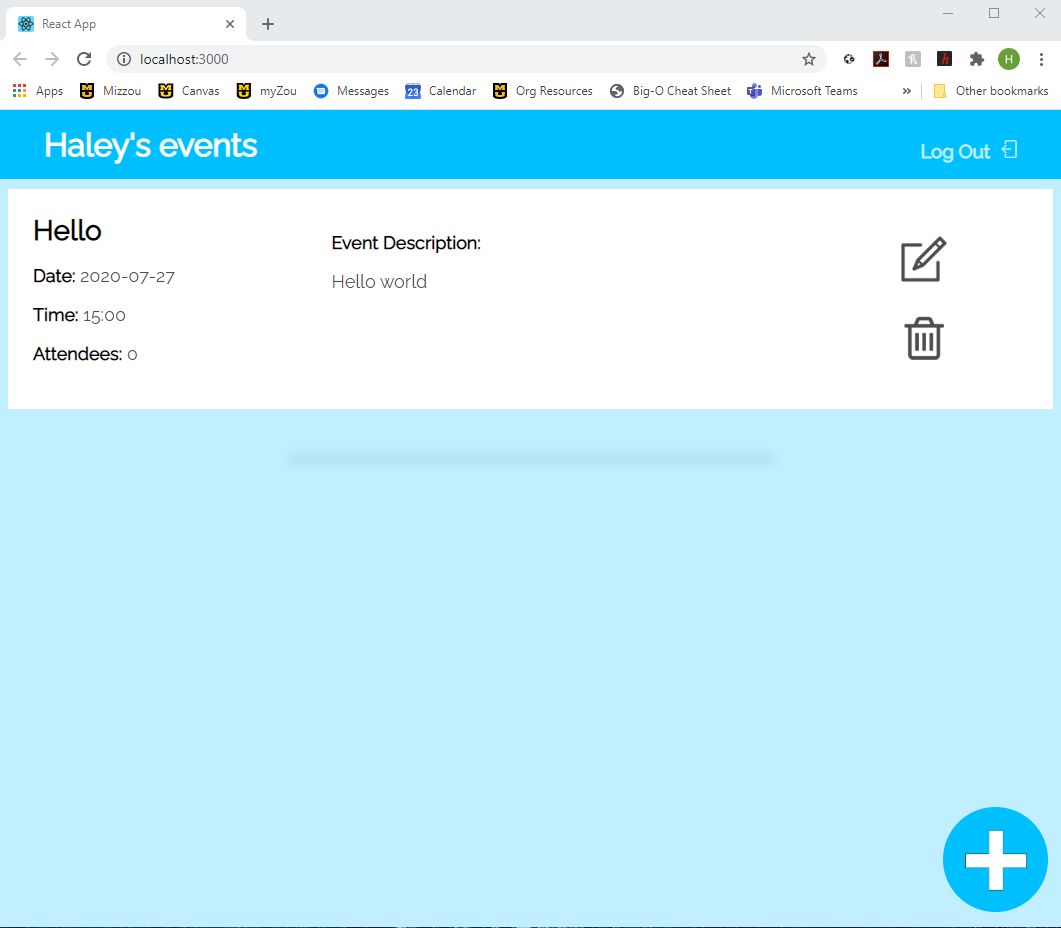 React App
localhost:3000
H
Apps Mizzou Canvas myZou Messages 23 Calendar Org Resources Big-O Cheat Sheet Microsoft Teams » Other bookmarks
Haley's events
Log Out
Hello
Date: 2020-07-27
Time: 15:00
Attendees: 0
Event Description:
Hello world